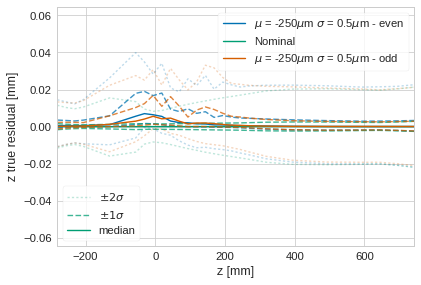 0.06
0.04
0.02
0.00
−0.02
−0.04
−0.06
z true residual [mm]
μ = -250μm σ = 0.5μm - even
Nominal
μ = -250μm σ = 0.5μm - odd
±2σ
±1σ
median
−200 0 200 400 600
z [mm]